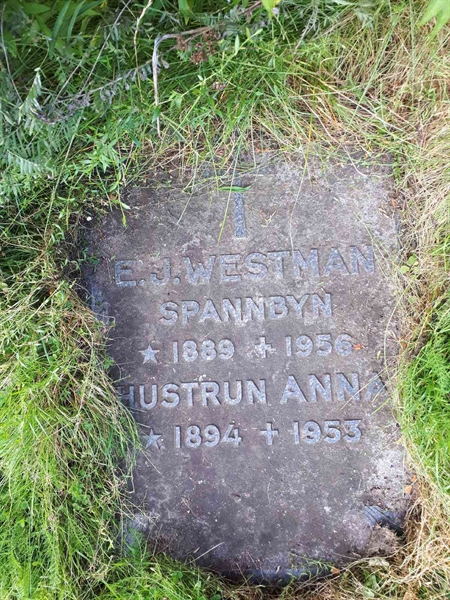 E.J. WESTMAN
SPANNBYN
★ 1889 ✝ 1956
HUSTRUN ANNA
★ 1894 ✝ 1953